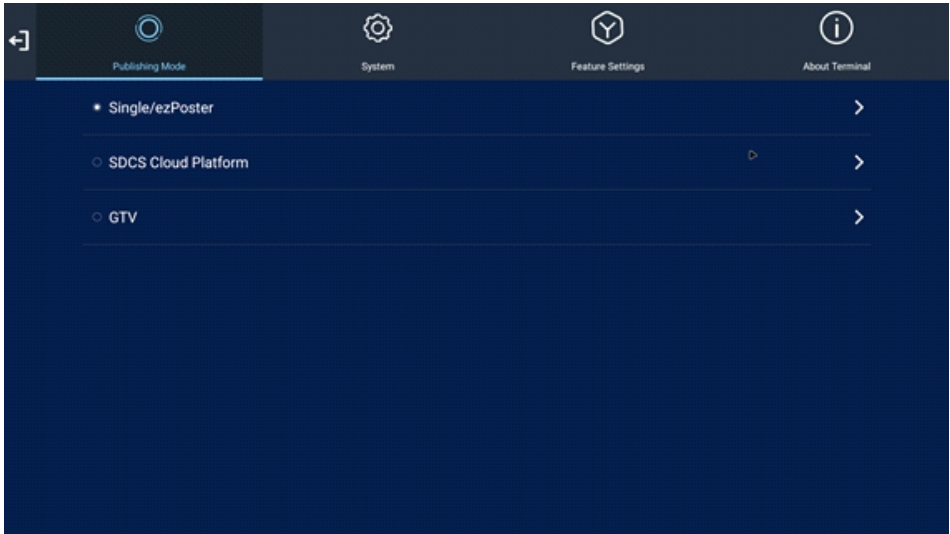 Publishing Mode
System
Feature Settings
About Terminal
Single/ezPoster
SDCS Cloud Platform
GTV